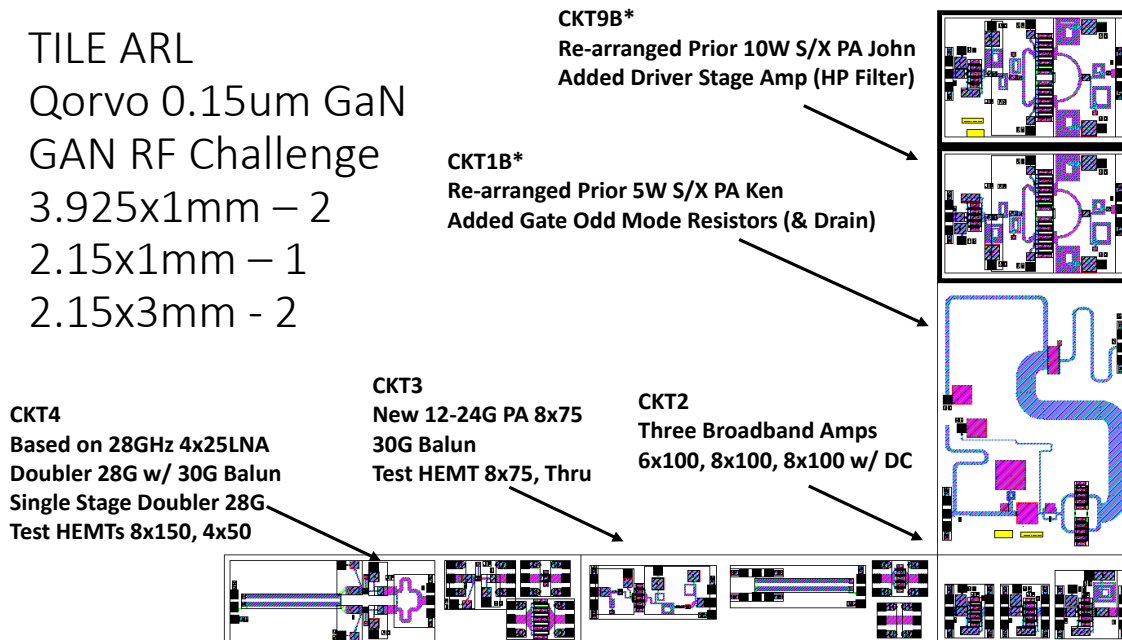 TILE ARL
Qorvo 0.15um GaN
GAN RF Challenge
3.925x1mm – 2
2.15x1mm – 1
2.15x3mm - 2
CKT9B*
Re-arranged Prior 10W S/X PA John
Added Driver Stage Amp (HP Filter)
CKT1B*
Re-arranged Prior 5W S/X PA Ken
Added Gate Odd Mode Resistors (& Drain)
CKT4
Based on 28GHz 4x25LNA
Doubler 28G w/ 30G Balun
Single Stage Doubler 28G
Test HEMTs 8x150, 4x50
CKT3
New 12-24G PA 8x75
30G Balun
Test HEMT 8x75, Thru
CKT2
Three Broadband Amps
6x100, 8x100, 8x100 w/ DC